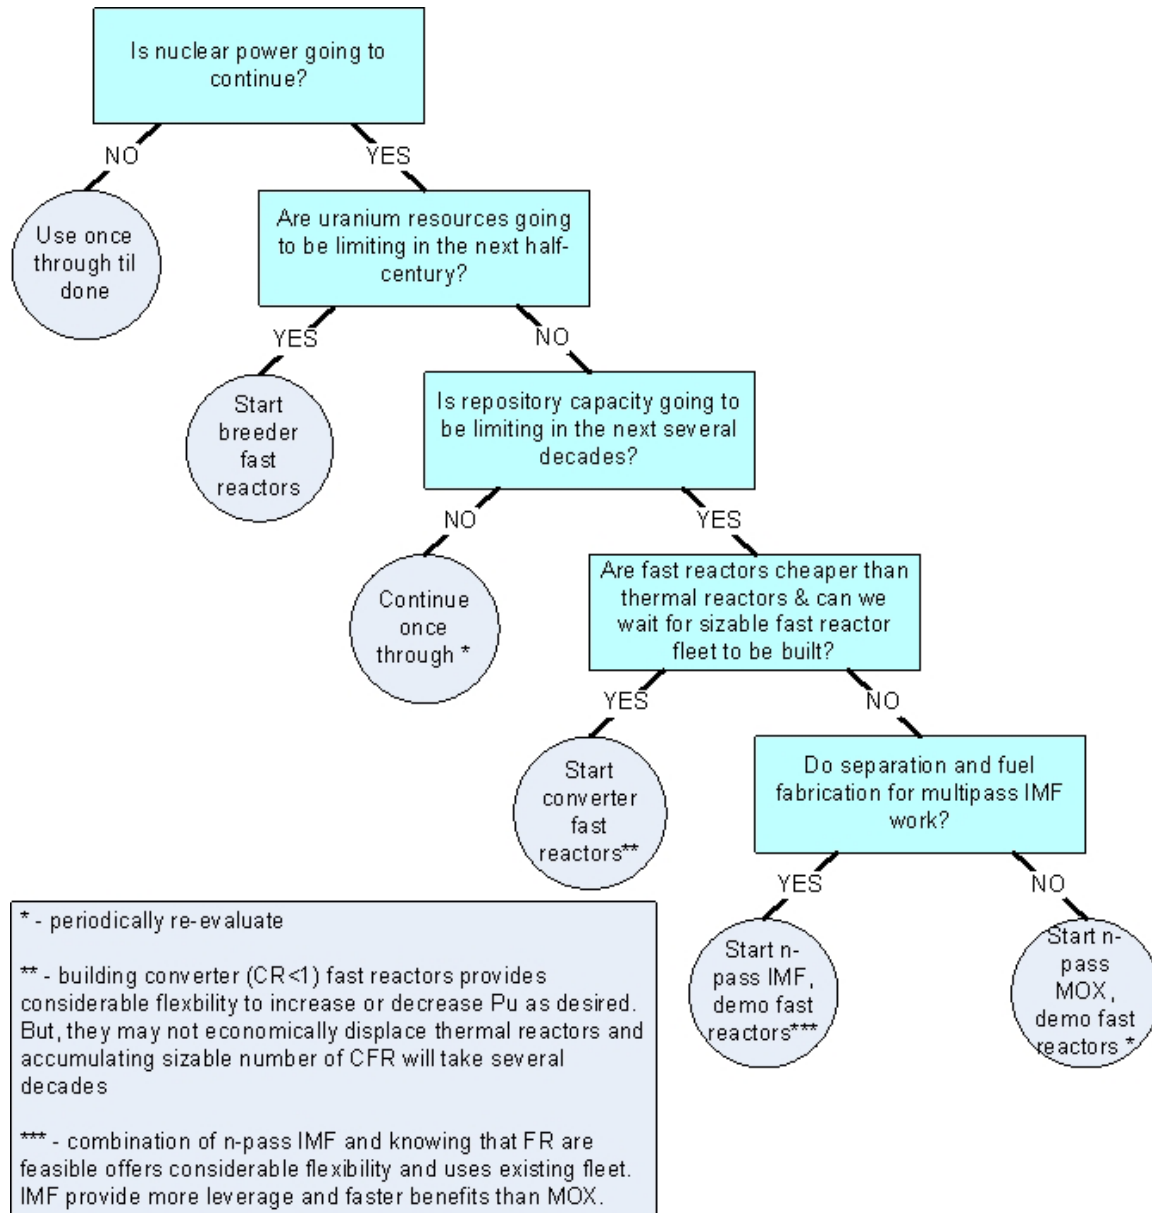 Is nuclear power going to
continue?
NO
YES
Use once
through til
done
Are uranium resources going
to be limiting in the next half-
century?
YES
NO
Start
breeder
fast
reactors
Is repository capacity going to
be limiting in the next several
decades?
NO
YES
Continue
once
through *
Are fast reactors cheaper than
thermal reactors & can we
wait for sizable fast reactor
fleet to be built?
YES
NO
Start
converter
fast
reactors**
Do separation and fuel
fabrication for multipass IMF
work?
YES
NO
Start n-
pass IMF,
demo fast
reactors***
Start n-
pass
MOX,
demo fast
reactors *
* - periodically re-evaluate
** - building converter (CR<1) fast reactors provides
considerable flexbility to increase or decrease Pu as desired.
But, they may not economically displace thermal reactors and
accumulating sizable number of CFR will take several
decades
*** - combination of n-pass IMF and knowing that FR are
feasible offers considerable flexibility and uses existing fleet.
IMF provide more leverage and faster benefits than MOX.